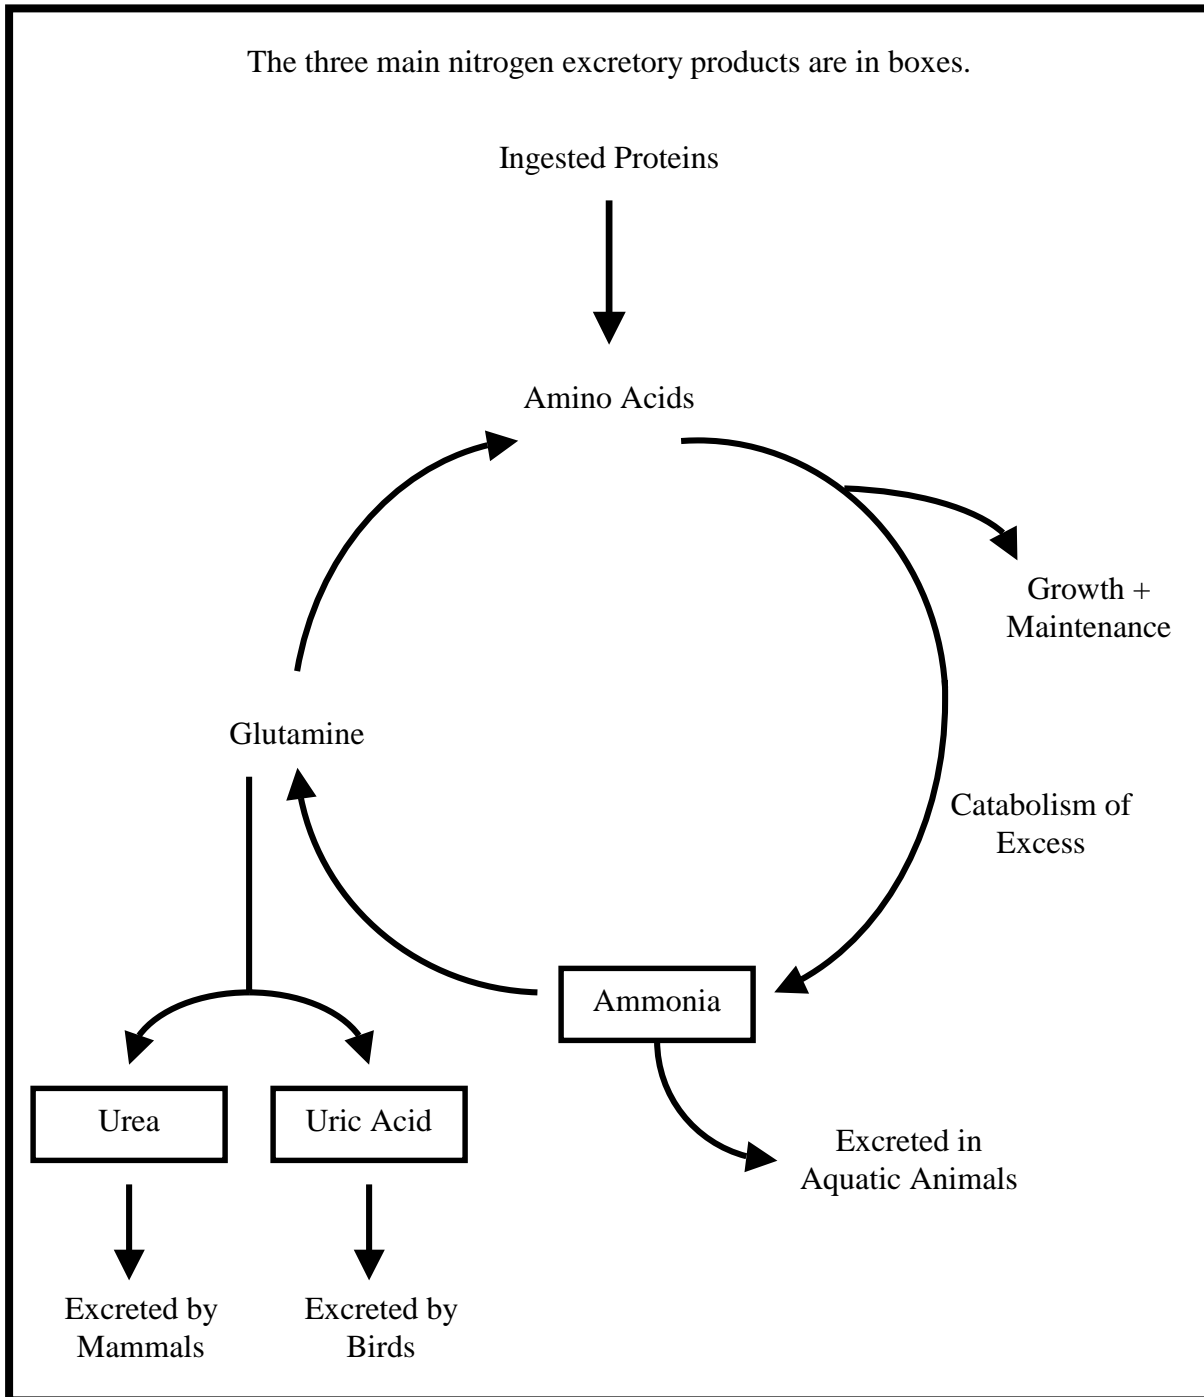 The three main nitrogen excretory products are in boxes.
Ingested Proteins
Amino Acids
Growth +
Maintenance
Glutamine
Catabolism of
Excess
Ammonia
Urea
Uric Acid
Excreted in
Aquatic Animals
Excreted by
Mammals
Excreted by
Birds